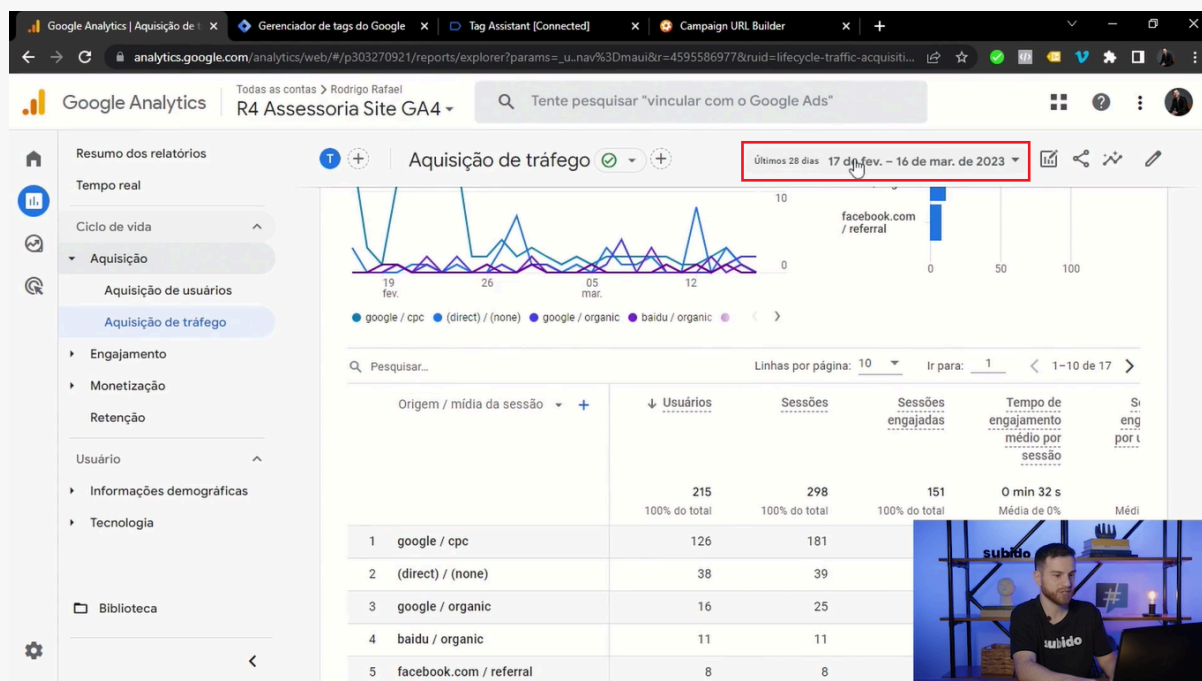 Google Analytics | Aquisição de t
Gerenciador de tags do Google
Tag Assistant [Connected]
Campaign URL Builder
analytics.google.com/analytics/web/#/p303270921/reports/explorer?params=_u..nav%3Dmaui&r=4595586977&ruid=lifecycle-traffic-acquisiti...
Google Analytics
Todas as contas > Rodrigo Rafael
R4 Assessoria Site GA4
Tente pesquisar "vincular com o Google Ads"
Resumo dos relatórios
Tempo real
Ciclo de vida
Aquisição
Aquisição de usuários
Aquisição de tráfego
Engajamento
Monetização
Retenção
Usuário
Informações demográficas
Tecnologia
Biblioteca
T
Aquisição de tráfego
Últimos 28 dias 17 de fev. – 16 de mar. de 2023
10
0
19
fev.
26
05
mar.
12
facebook.com
/ referral
0
50
100
google / cpc
(direct) / (none)
google / organic
baidu / organic
Pesquisar...
Linhas por página: 10
Ir para: 1
1–10 de 17
Origem / mídia da sessão
Usuários
Sessões
Sessões
engajadas
Tempo de
engajamento
médio por
sessão
eng
215
298
151
0 min 32 s
100% do total
100% do total
100% do total
Média de 0%
Médi
1 google / cpc 126 181
2 (direct) / (none) 38 39
3 google / organic 16 25
4 baidu / organic 11 11
5 facebook.com / referral 8 8
subido
#
subido